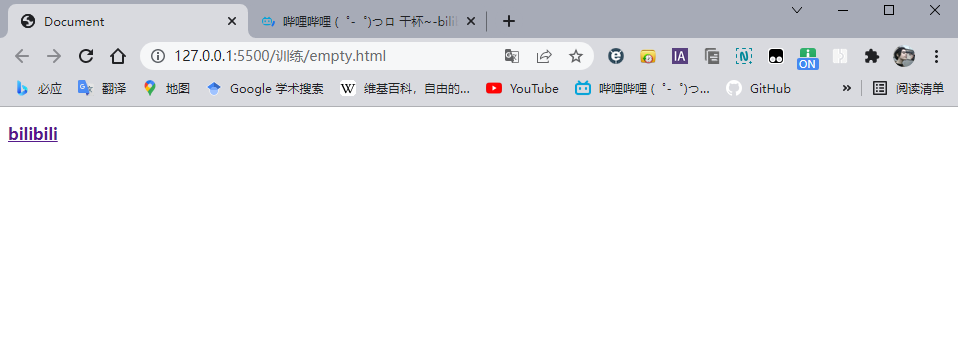 Document
哔哩哔哩 (゜-゜)つロ 干杯~-bili
127.0.0.1:5500/训练/empty.html
IA
ON
必应
翻译
地图
Google 学术搜索
W
维基百科，自由的...
YouTube
哔哩哔哩 (゜-゜)つ...
GitHub
»
阅读清单
bilibili